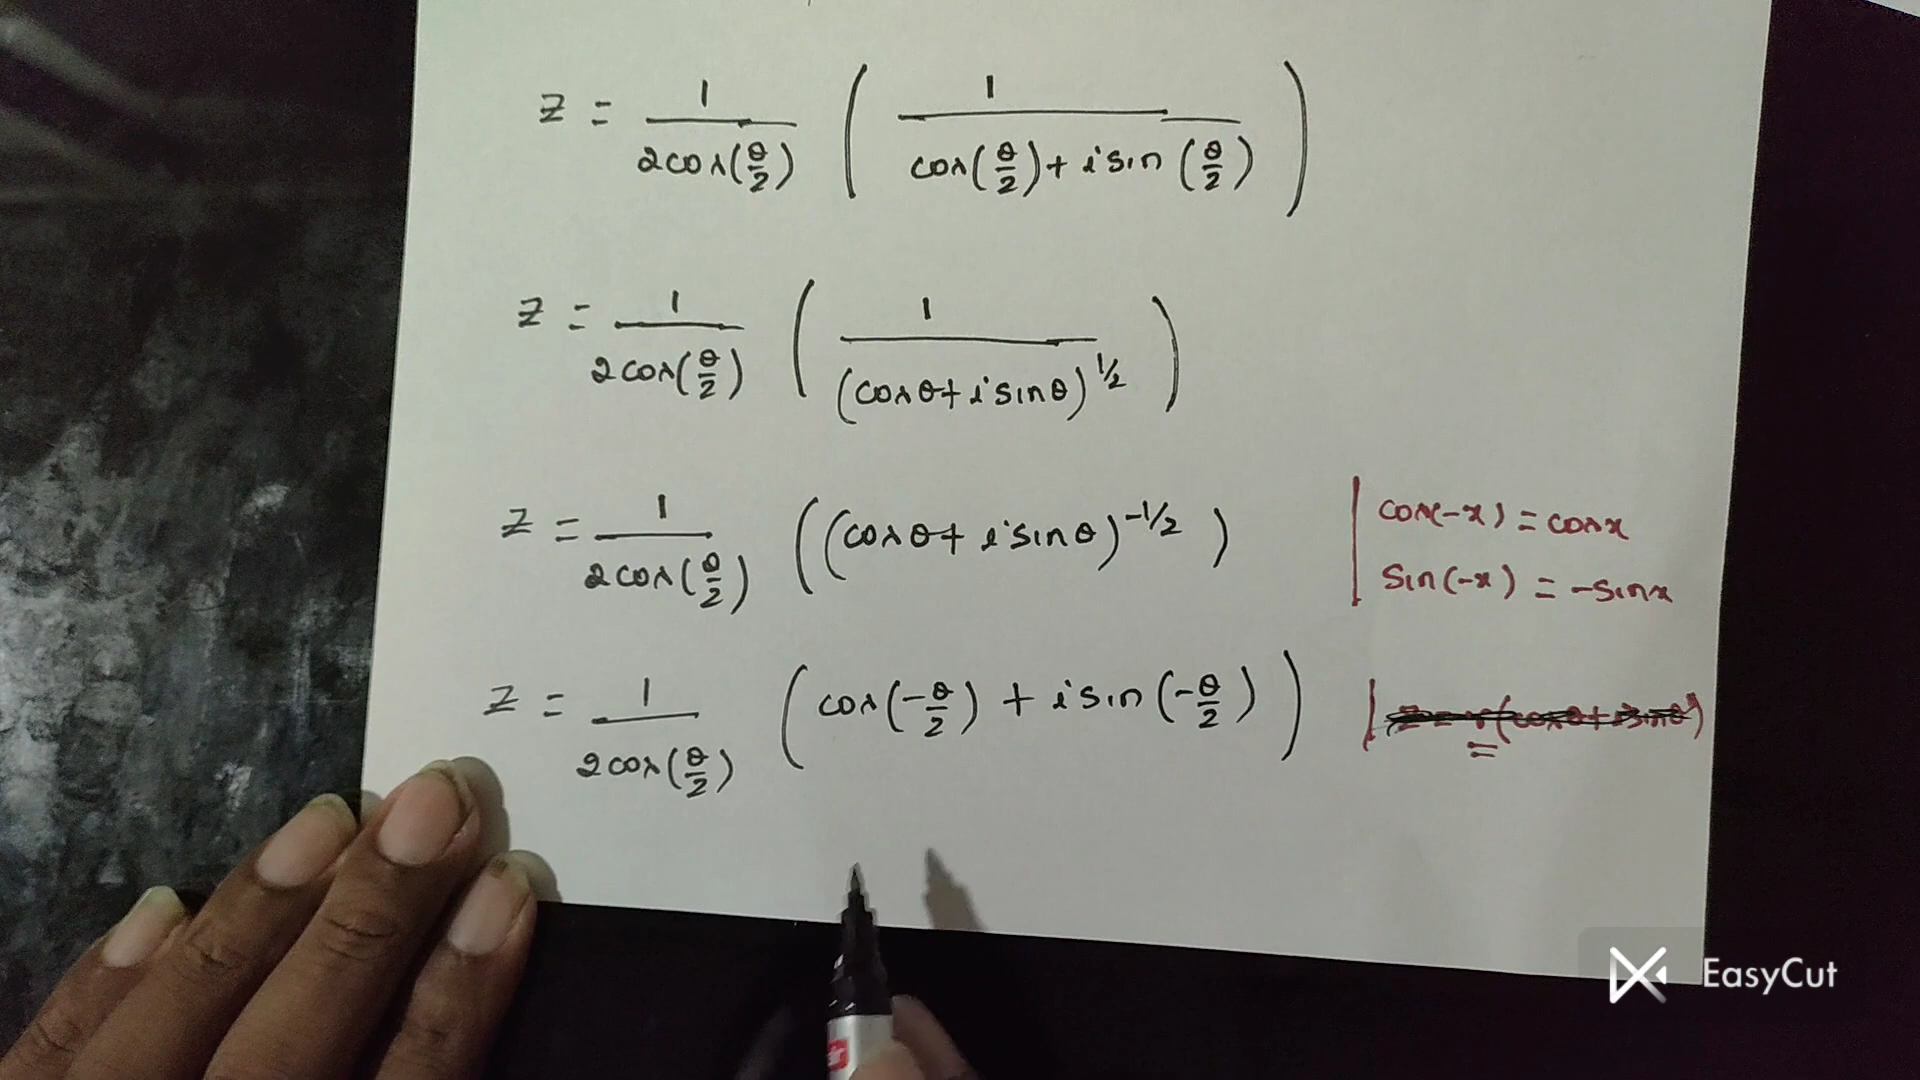 z = 1/2cos(θ/2) ( 1/cos(θ/2) + i sin(θ/2) )
z = 1/2cos(θ/2) ( 1/(cosθ + i sinθ)^1/2 )
z = 1/2cos(θ/2) ( (cosθ + i sinθ)^-1/2 )
cos(-x) = cosx
sin(-x) = -sinx
z = 1/2cos(θ/2) ( cos(-θ/2) + i sin(-θ/2) )
EasyCut